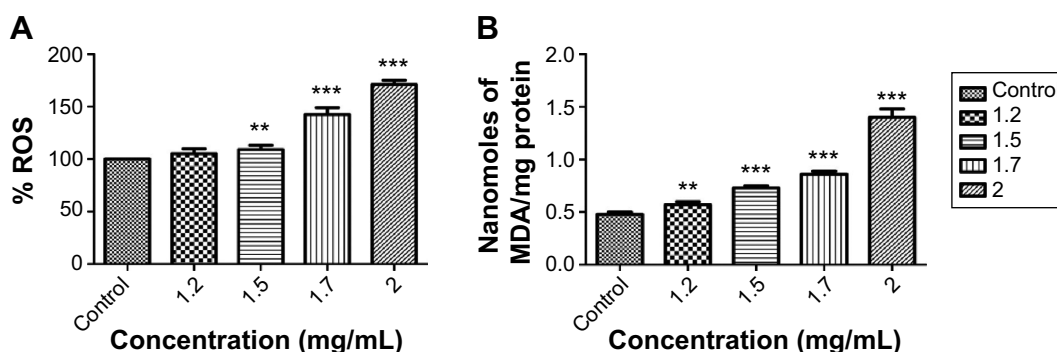 A
% ROS
200
150
100
50
0
**
***
***
Control
1.2
1.5
1.7
2
Concentration (mg/mL)
B
Nanomoles of
MDA/mg protein
2.0
1.5
1.0
0.5
0.0
**
***
***
***
Control
1.2
1.5
1.7
2
Concentration (mg/mL)
Control
1.2
1.5
1.7
2